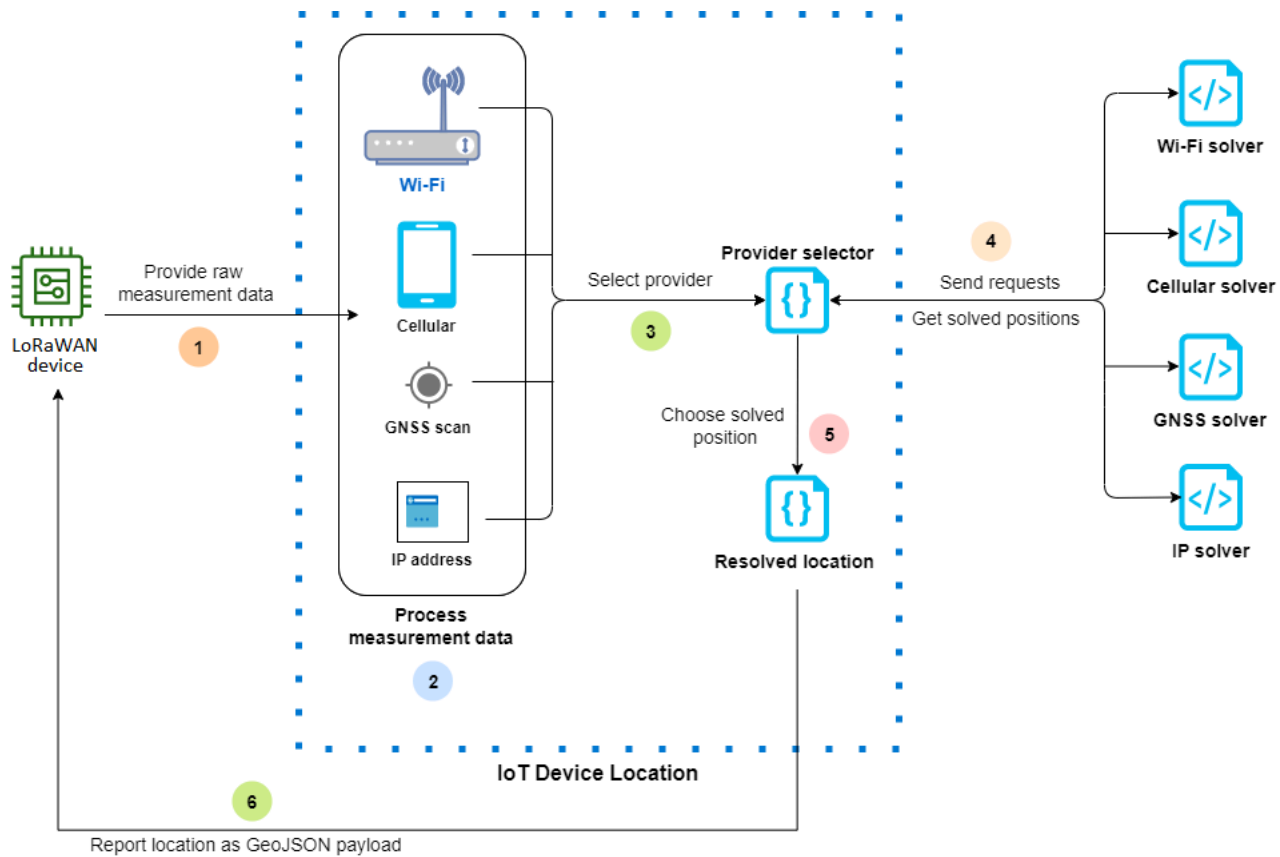 Wi-Fi
Wi-Fi solver
Provide raw
measurement data
1
LoRaWAN
device
Cellular
GNSS scan
IP address
Process
measurement data
2
Select provider
3
Provider selector
4
Send requests
Get solved positions
Cellular solver
GNSS solver
IP solver
Choose solved
position
5
Resolved location
IoT Device Location
6
Report location as GeoJSON payload